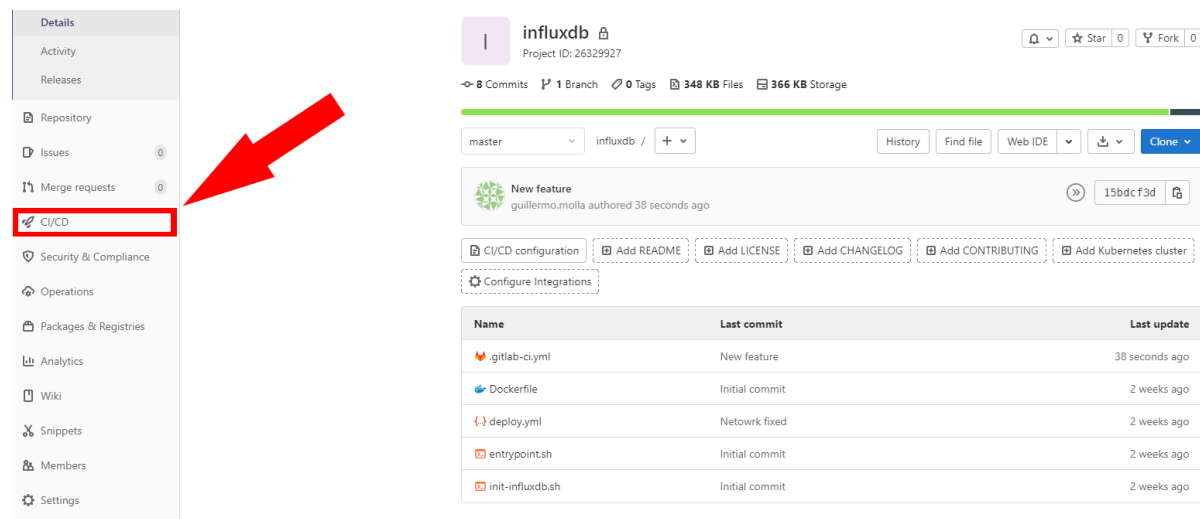 Details
Activity
Releases
Repository
Issues 0
Merge requests 0
CI/CD
Security & Compliance
Operations
Packages & Registries
Analytics
Wiki
Snippets
Members
Settings
I
influxdb
Project ID: 26329927
Star 0 Fork 0
8 Commits 1 Branch 0 Tags 348 KB Files 366 KB Storage
master influxdb / + History Find file Web IDE Clone
New feature
guillermo.molla authored 38 seconds ago
15bdcf3d
CI/CD configuration Add README Add LICENSE Add CHANGELOG Add CONTRIBUTING Add Kubernetes cluster
Configure Integrations
Name Last commit Last update
.gitlab-ci.yml New feature 38 seconds ago
Dockerfile Initial commit 2 weeks ago
deploy.yml Netowrk fixed 2 weeks ago
entrypoint.sh Initial commit 2 weeks ago
init-influxdb.sh Initial commit 2 weeks ago